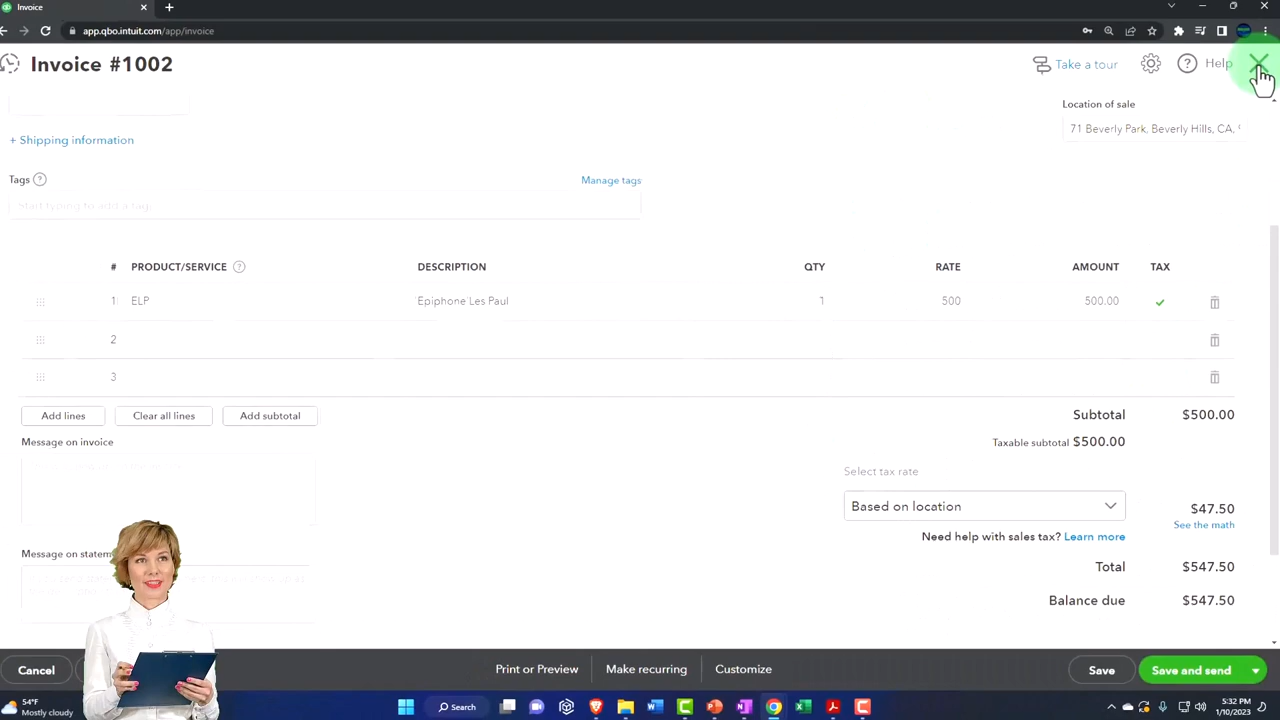 Invoice
app.qbo.intuit.com/app/invoice
Invoice #1002
Take a tour
Help
Location of sale
71 Beverly Park, Beverly Hills, CA,
+ Shipping information
Tags
Manage tags
Start typing to add a tag
# PRODUCT/SERVICE DESCRIPTION QTY RATE AMOUNT TAX
1 ELP Epiphone Les Paul 1 500 500.00
2
3
Add lines Clear all lines Add subtotal
Subtotal $500.00
Message on invoice
Taxable subtotal $500.00
Select tax rate
Based on location
$47.50
See the math
Need help with sales tax? Learn more
Message on
Total $547.50
Balance due $547.50
Cancel
Print or Preview
Make recurring
Customize
Save
Save and send
54°F
Mostly cloudy
Search
5:32 PM
1/10/2023